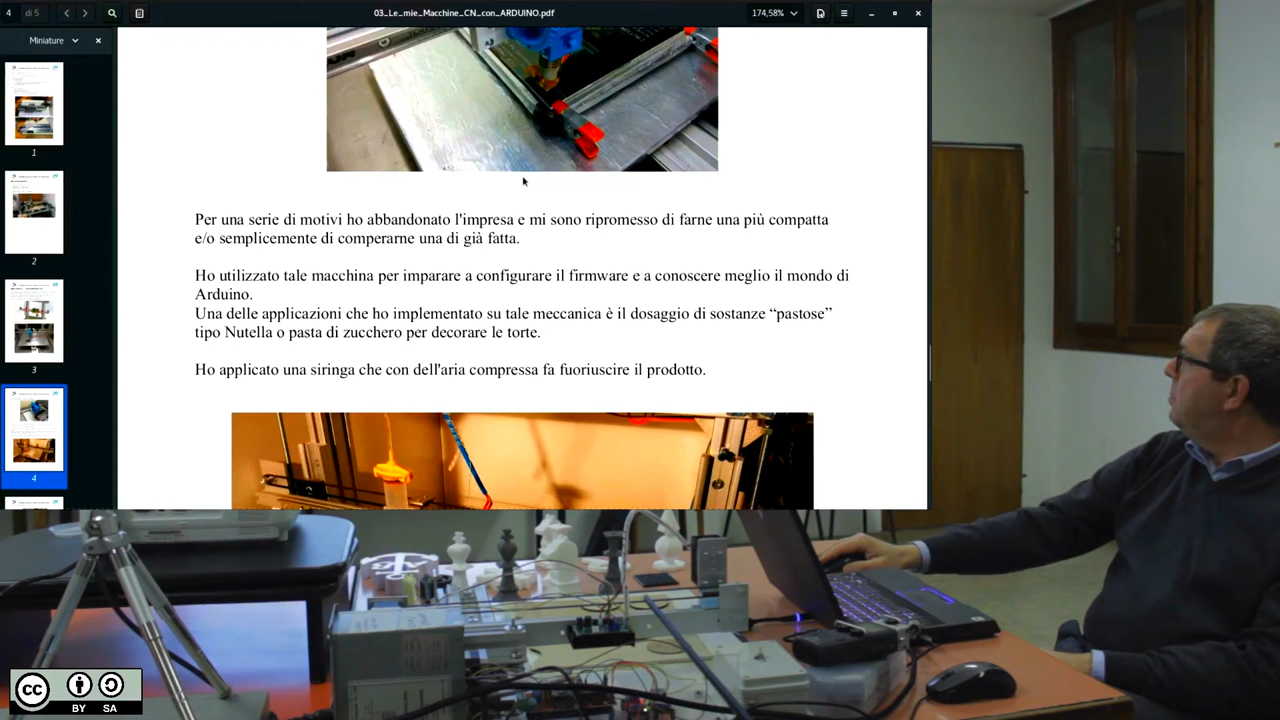 4 di 5
03_Le_mie_Macchine_CN_con_ARDUINO.pdf
174,58%
Miniature
1
2
3
4
Per una serie di motivi ho abbandonato l'impresa e mi sono ripromesso di farne una più compatta
e/o semplicemente di comperarne una di già fatta.
Ho utilizzato tale macchina per imparare a configurare il firmware e a conoscere meglio il mondo di
Arduino.
Una delle applicazioni che ho implementato su tale meccanica è il dosaggio di sostanze “pastose”
tipo Nutella o pasta di zucchero per decorare le torte.
Ho applicato una siringa che con dell'aria compressa fa fuoriuscire il prodotto.
cc
BY SA